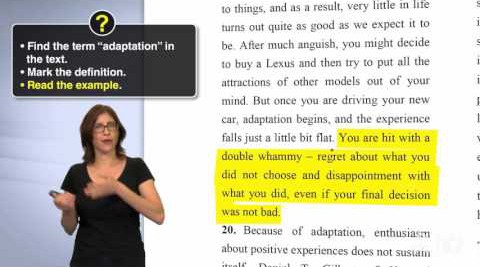 ?
• Find the term “adaptation” in
the text.
• Mark the definition.
• Read the example.
to things, and as a result, very little in life
turns out quite as good as we expect it to
be. After much anguish, you might decide
to buy a Lexus and then try to put all the
attractions of other models out of your
mind. But once you are driving your new
car, adaptation begins, and the experience
falls just a little bit flat. You are hit with a
double whammy – regret about what you
did not choose and disappointment with
what you did, even if your final decision
was not bad.
20. Because of adaptation, enthusiasm
about positive experiences does not sustain